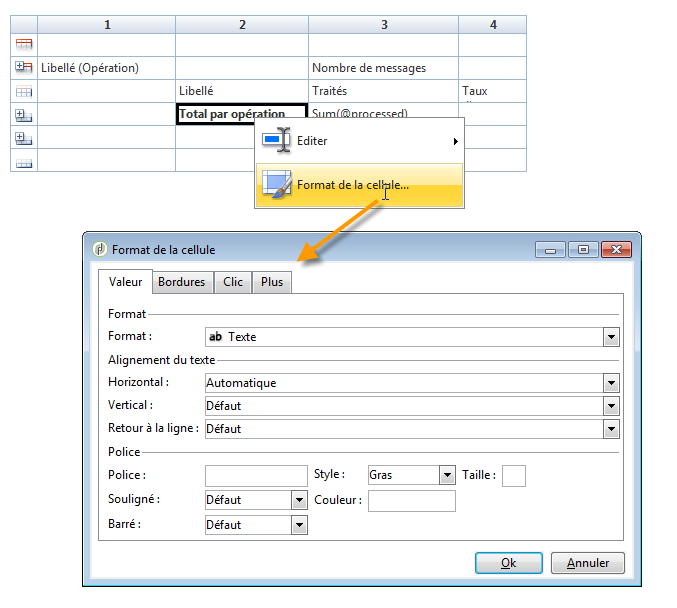 1 2 3 4
Libellé (Opération) Nombre de messages
Libellé Traités Taux
Total par opération Sum(@processed)
Editer
Format de la cellule...
Format de la cellule
Valeur Bordures Clic Plus
Format
Format : ab Texte
Alignement du texte
Horizontal : Automatique
Vertical : Défaut
Retour à la ligne : Défaut
Police
Police : Style : Gras Taille :
Souligné : Défaut Couleur :
Barré : Défaut
Ok Annuler